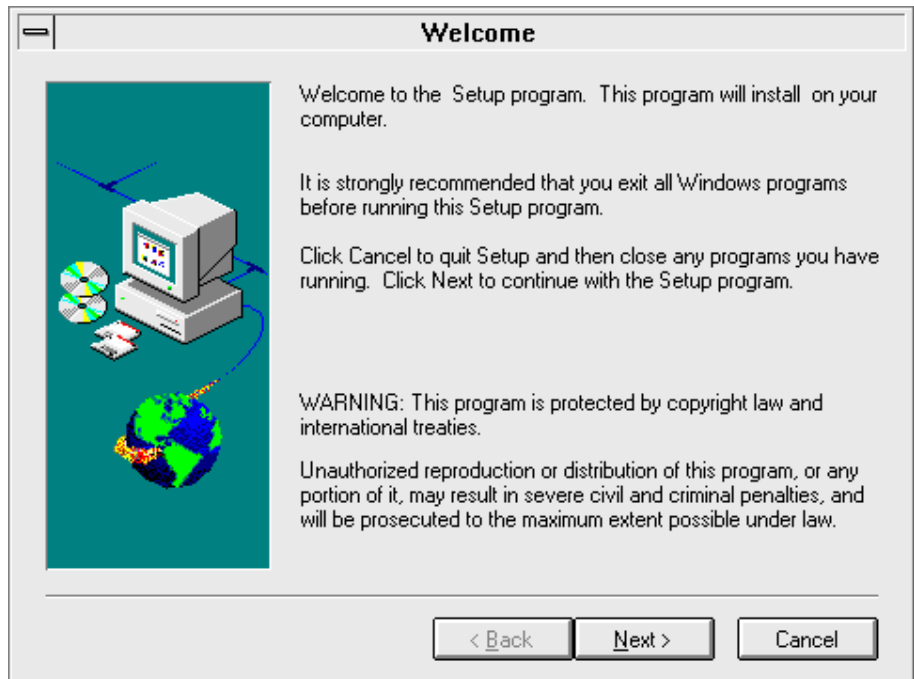 Welcome
Welcome to the  Setup program.  This program will install  on your
computer.
It is strongly recommended that you exit all Windows programs
before running this Setup program.
Click Cancel to quit Setup and then close any programs you have
running.  Click Next to continue with the Setup program.
WARNING: This program is protected by copyright law and
international treaties.
Unauthorized reproduction or distribution of this program, or any
portion of it, may result in severe civil and criminal penalties, and
will be prosecuted to the maximum extent possible under law.
< Back
Next >
Cancel